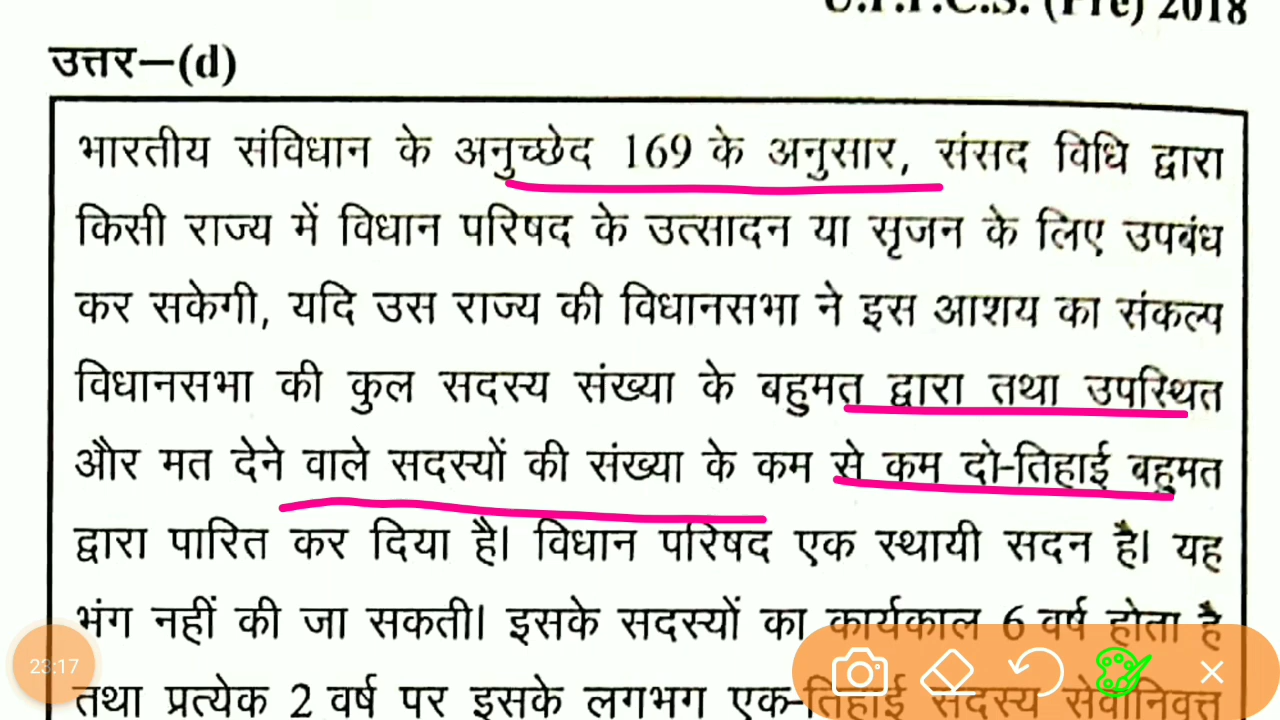 U.P.P.C.S. (Pre) 2018
उत्तर–(d)
भारतीय संविधान के अनुच्छेद 169 के अनुसार, संसद विधि द्वारा
किसी राज्य में विधान परिषद के उत्सादन या सृजन के लिए उपबंध
कर सकेगी, यदि उस राज्य की विधानसभा ने इस आशय का संकल्प
विधानसभा की कुल सदस्य संख्या के बहुमत द्वारा तथा उपस्थित
और मत देने वाले सदस्यों की संख्या के कम से कम दो-तिहाई बहुमत
द्वारा पारित कर दिया है। विधान परिषद एक स्थायी सदन है। यह
भंग नहीं की जा सकती। इसके सदस्यों का कार्यकाल 6 वर्ष होता है
तथा प्रत्येक 2 वर्ष पर इसके लगभग एक-तिहाई सदस्य सेवानिवृत्त
23:17